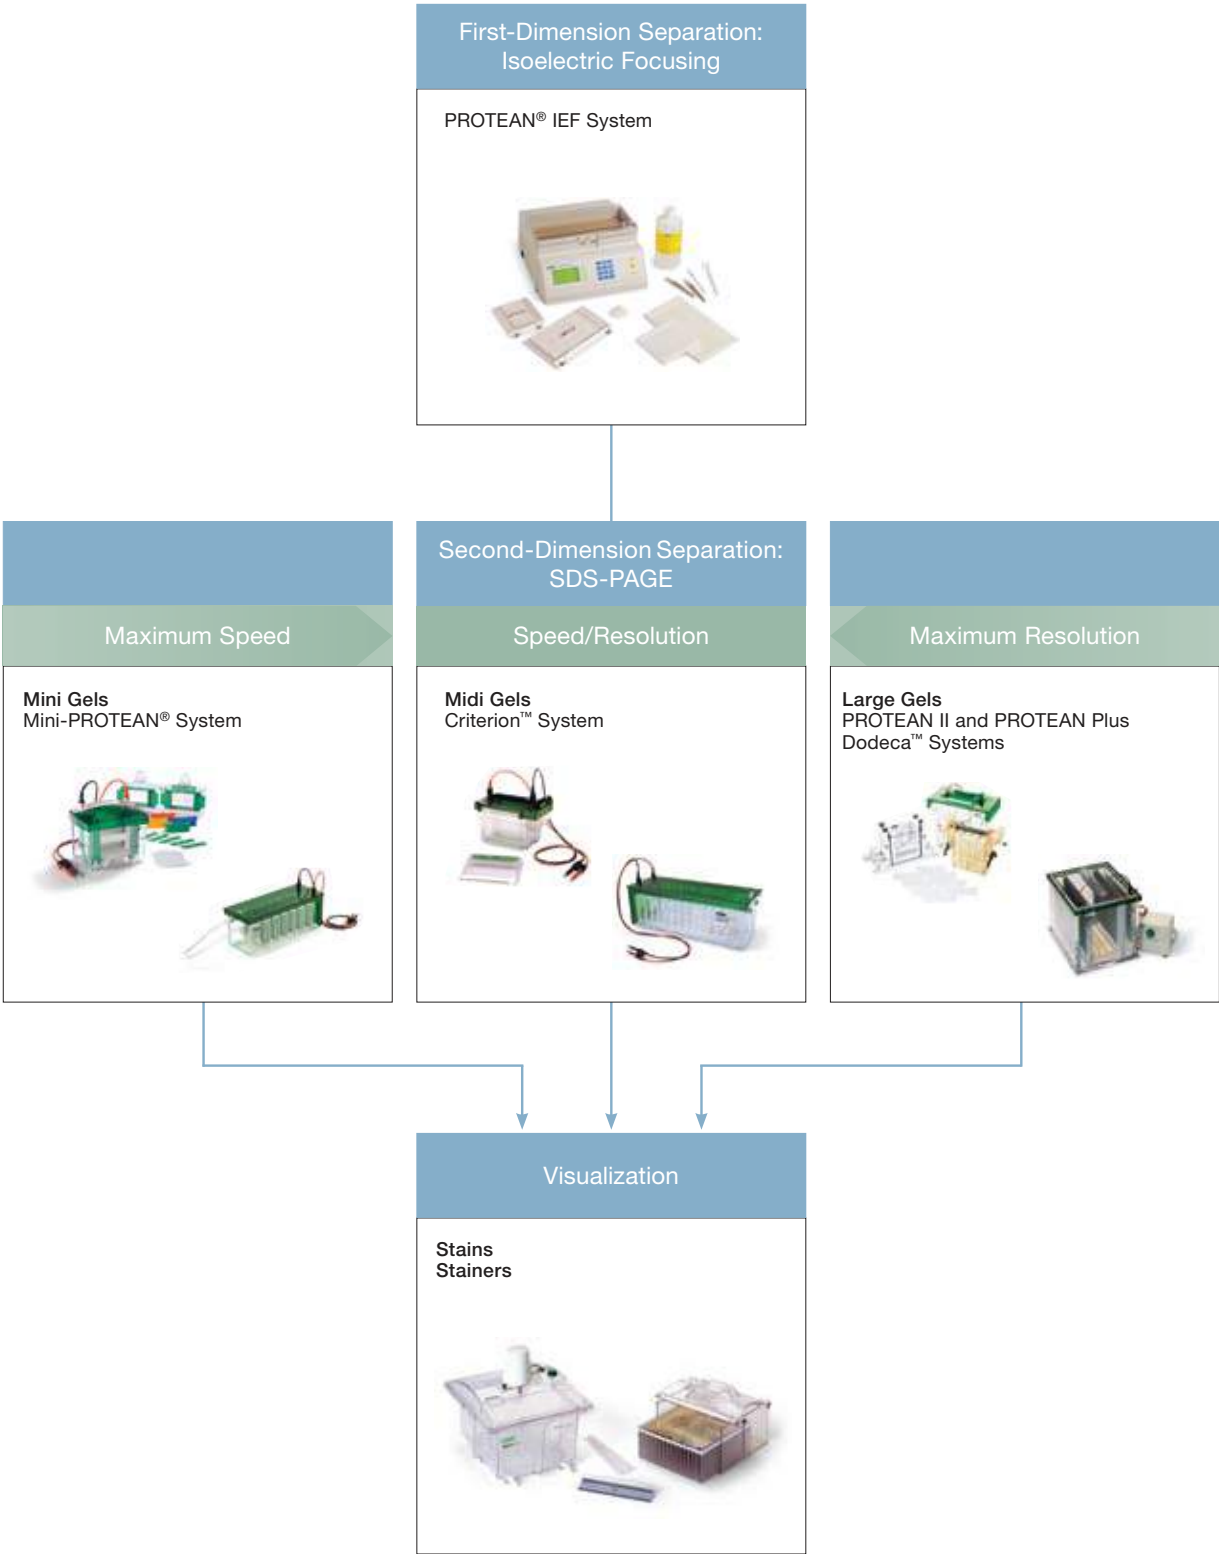 First-Dimension Separation:
Isoelectric Focusing
PROTEAN® IEF System
Second-Dimension Separation:
SDS-PAGE
Maximum Speed
Speed/Resolution
Maximum Resolution
Mini Gels
Mini-PROTEAN® System
Midi Gels
Criterion™ System
Large Gels
PROTEAN II and PROTEAN Plus
Dodeca™ Systems
Visualization
Stains
Stainers